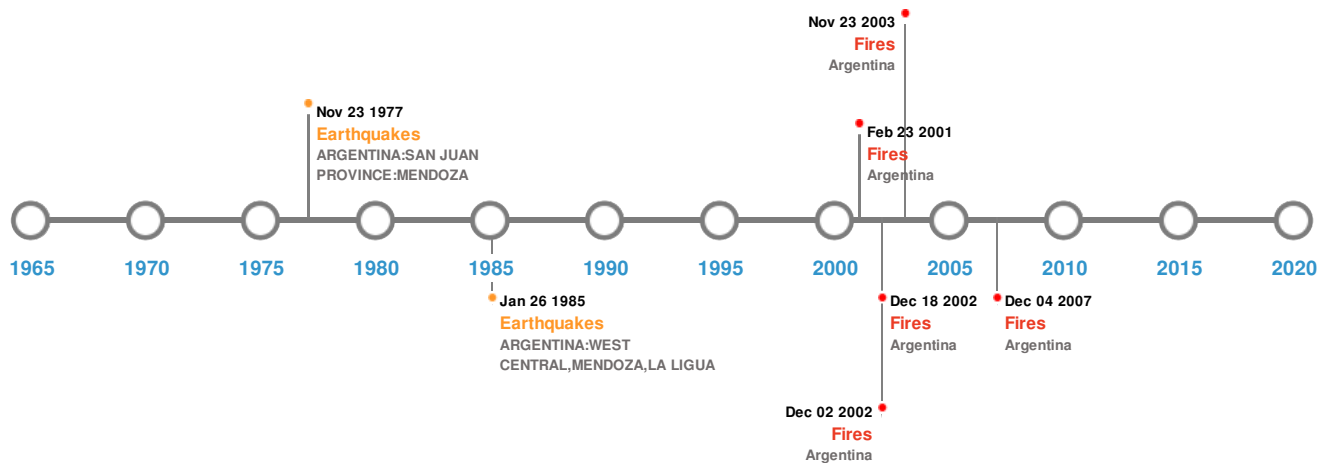 Nov 23 2003
Fires
Argentina
Nov 23 1977
Earthquakes
ARGENTINA:SAN JUAN
PROVINCE:MENDOZA
Feb 23 2001
Fires
Argentina
1965 1970 1975 1980 1985 1990 1995 2000 2005 2010 2015 2020
Jan 26 1985
Earthquakes
ARGENTINA:WEST
CENTRAL,MENDOZA,LA LIGUA
Dec 18 2002
Fires
Argentina
Dec 04 2007
Fires
Argentina
Dec 02 2002
Fires
Argentina